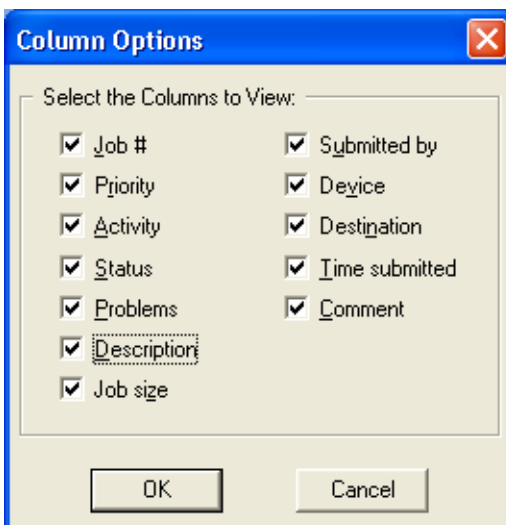 Column Options
Select the Columns to View:
Job #
Priority
Activity
Status
Problems
Description
Job size
Submitted by
Device
Destination
Time submitted
Comment
OK
Cancel